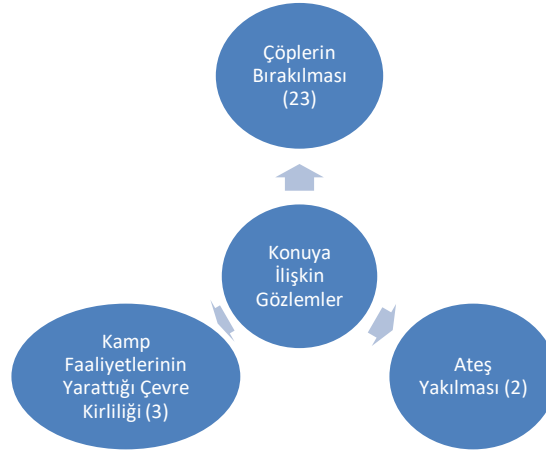 Çöplerin
Bırakılması
(23)
Konuya
İlişkin
Gözlemler
Kamp
Faaliyetlerinin
Yarattığı Çevre
Kirliliği (3)
Ateş
Yakılması (2)